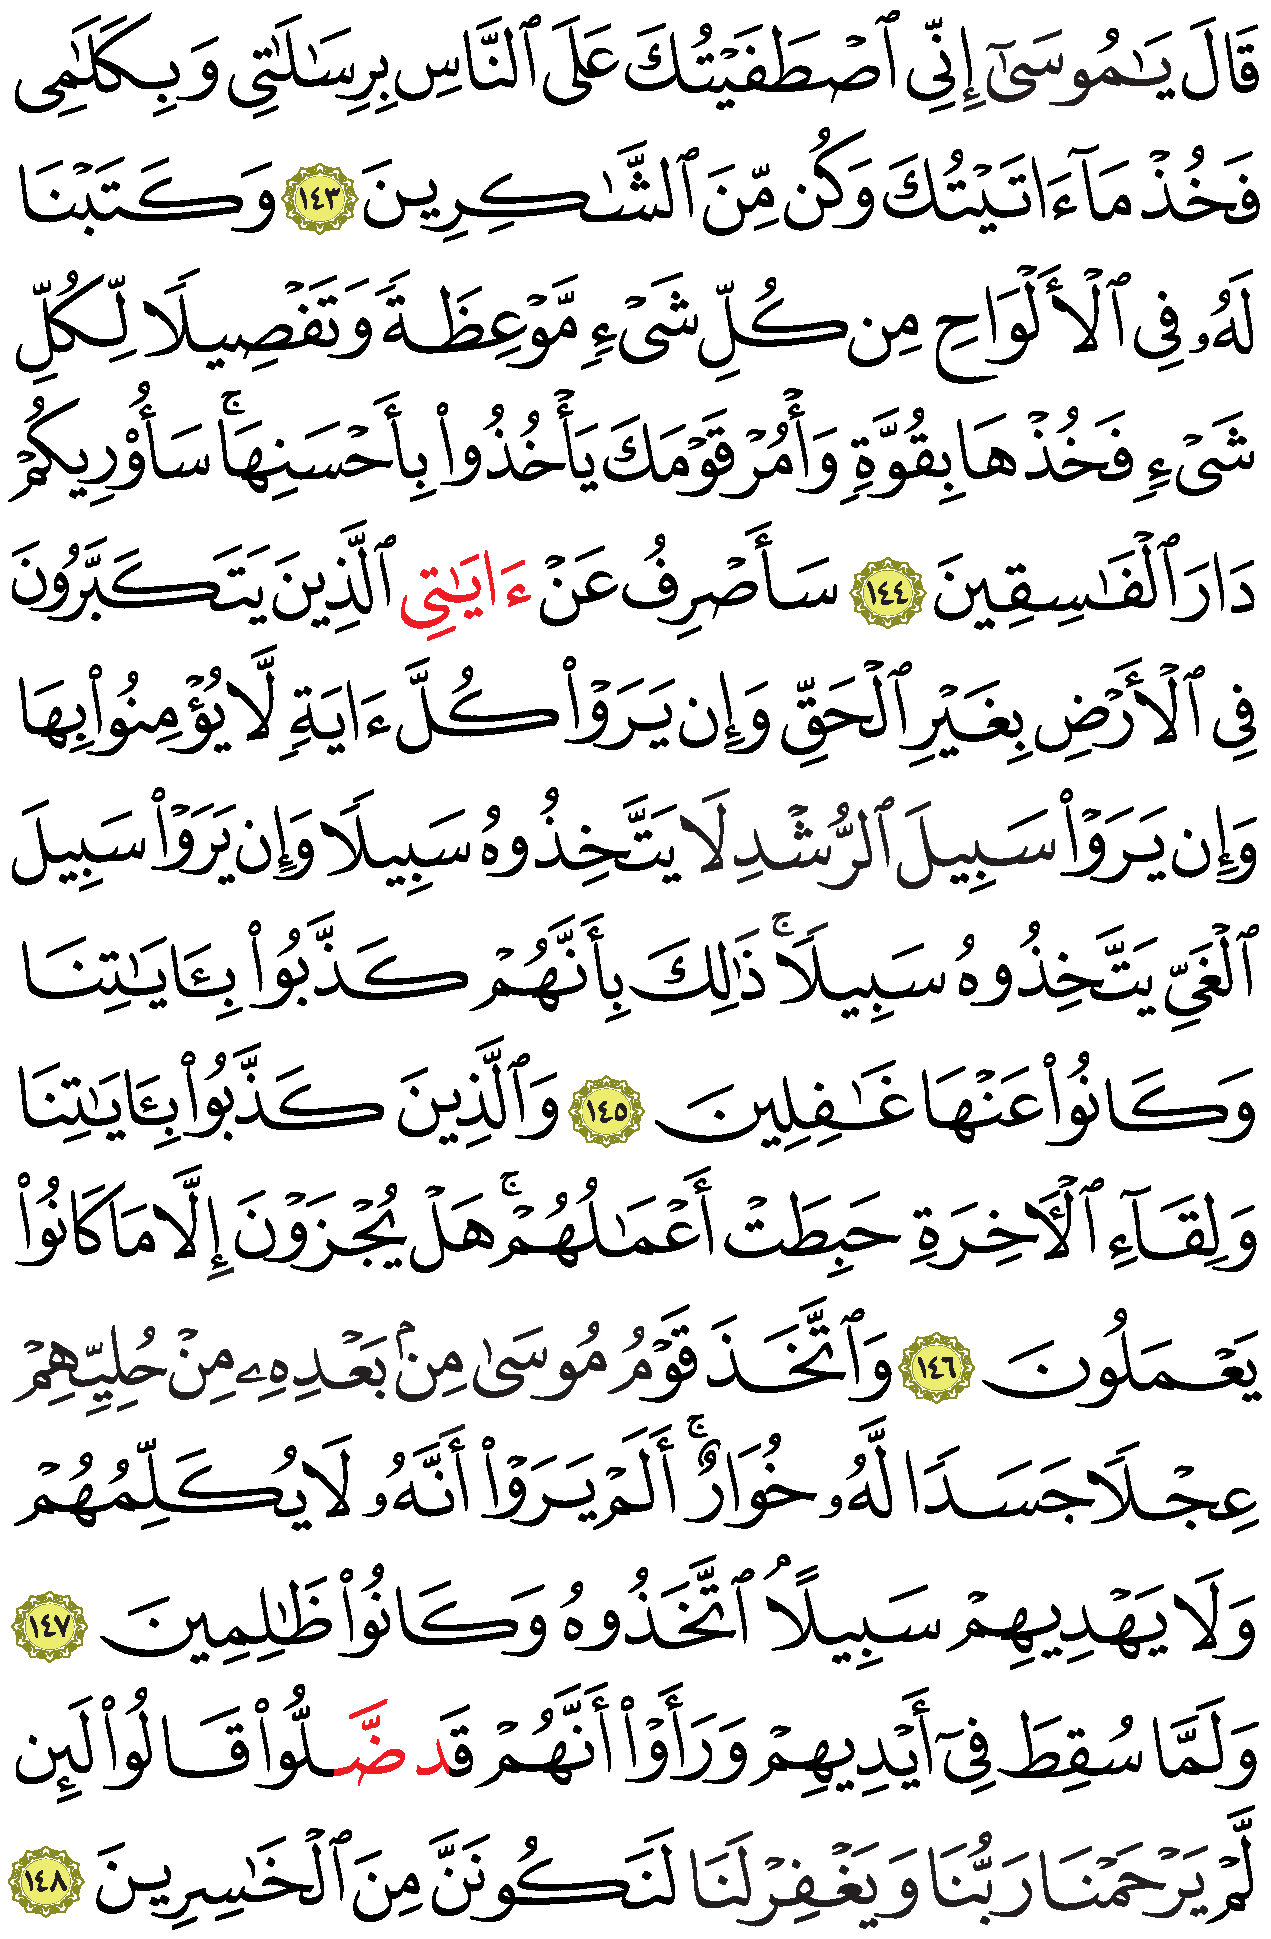 قَالَ يَٰمُوسَىٰٓ إِنِّي ٱصۡطَفَيۡتُكَ عَلَى ٱلنَّاسِ بِرِسَٰلَٰتِي وَبِكَلَٰمِي
فَخُذۡ مَآ ءَاتَيۡتُكَ وَكُن مِّنَ ٱلشَّٰكِرِينَ ١٤٣ وَكَتَبۡنَا
لَهُۥ فِي ٱلۡأَلۡوَاحِ مِن كُلِّ شَيۡءٖ مَّوۡعِظَةٗ وَتَفۡصِيلٗا لِّكُلِّ
شَيۡءٖ فَخُذۡهَا بِقُوَّةٖ وَأۡمُرۡ قَوۡمَكَ يَأۡخُذُواْ بِأَحۡسَنِهَاۚ سَأُوْرِيكُمۡ
دَارَ ٱلۡفَٰسِقِينَ ١٤٤ سَأَصۡرِفُ عَنۡ ءَايَٰتِي ٱلَّذِينَ يَتَكَبَّرُونَ
فِي ٱلۡأَرۡضِ بِغَيۡرِ ٱلۡحَقِّ وَإِن يَرَوۡاْ كُلَّ ءَايَةٖ لَّا يُؤۡمِنُواْ بِهَا
وَإِن يَرَوۡاْ سَبِيلَ ٱلرُّشۡدِ لَا يَتَّخِذُوهُ سَبِيلٗا وَإِن يَرَوۡاْ سَبِيلَ
ٱلۡغَيِّ يَتَّخِذُوهُ سَبِيلٗاۚ ذَٰلِكَ بِأَنَّهُمۡ كَذَّبُواْ بِـَٔايَٰتِنَا
وَكَانُواْ عَنۡهَا غَٰفِلِينَ ١٤٥ وَٱلَّذِينَ كَذَّبُواْ بِـَٔايَٰتِنَا
وَلِقَآءِ ٱلۡأٓخِرَةِ حَبِطَتۡ أَعۡمَٰلُهُمۡۚ هَلۡ يُجۡزَوۡنَ إِلَّا مَا كَانُواْ
يَعۡمَلُونَ ١٤٦ وَٱتَّخَذَ قَوۡمُ مُوسَىٰ مِنۢ بَعۡدِهِۦ مِنۡ حُلِيِّهِمۡ
عِجۡلٗا جَسَدٗا لَّهُۥ خُوَارٌۚ أَلَمۡ يَرَوۡاْ أَنَّهُۥ لَا يُكَلِّمُهُمۡ
وَلَا يَهۡدِيهِمۡ سَبِيلًاۘ ٱتَّخَذُوهُ وَكَانُواْ ظَٰلِمِينَ ١٤٧
وَلَمَّا سُقِطَ فِيٓ أَيۡدِيهِمۡ وَرَأَوۡاْ أَنَّهُمۡ قَد ضَّلُّواْ قَالُواْ لَئِن
لَّمۡ يَرۡحَمۡنَا رَبُّنَا وَيَغۡفِرۡ لَنَا لَنَكُونَنَّ مِنَ ٱلۡخَٰسِرِينَ ١٤٨